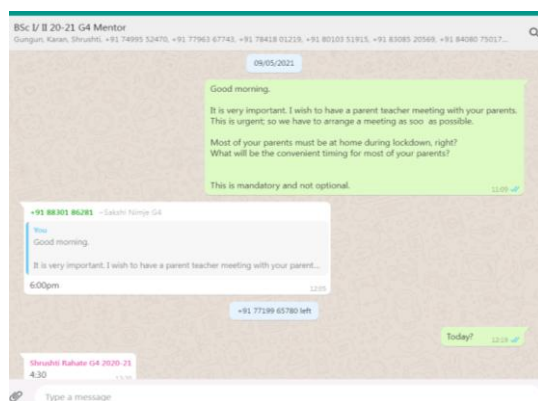 BSc I/ II 20-21 G4 Mentor
Gungun, Karan, Shrushti, +91 74995 52470, +91 77963 67743, +91 78418 01219, +91 80103 51915, +91 83085 20569, +91 84080 75017...
09/05/2021
Good morning.
It is very important. I wish to have a parent teacher meeting with your parents.
This is urgent; so we have to arrange a meeting as soo as possible.
Most of your parents must be at home during lockdown, right?
What will be the convenient timing for most of your parents?
This is mandatory and not optional.
11:09
+91 88301 86281 ~Sakshi G4
You
Good morning.
It is very important. I wish to have a parent teacher meeting with your parent...
6:00pm
12:05
+91 77199 65780 left
Today?
Shrushti Rahate G4 2020-21
4:30
Type a message